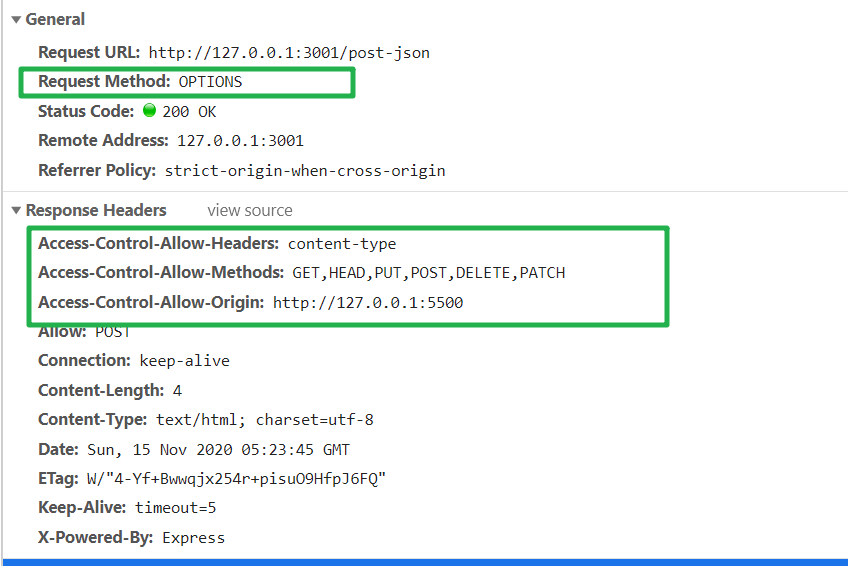 General
Request URL: http://127.0.0.1:3001/post-json
Request Method: OPTIONS
Status Code: 200 OK
Remote Address: 127.0.0.1:3001
Referrer Policy: strict-origin-when-cross-origin
Response Headers view source
Access-Control-Allow-Headers: content-type
Access-Control-Allow-Methods: GET,HEAD,PUT,POST,DELETE,PATCH
Access-Control-Allow-Origin: http://127.0.0.1:5500
Allow: POST
Connection: keep-alive
Content-Length: 4
Content-Type: text/html; charset=utf-8
Date: Sun, 15 Nov 2020 05:23:45 GMT
ETag: W/"4-Yf+Bwwqjx254r+pisuO9HfpJ6FQ"
Keep-Alive: timeout=5
X-Powered-By: Express